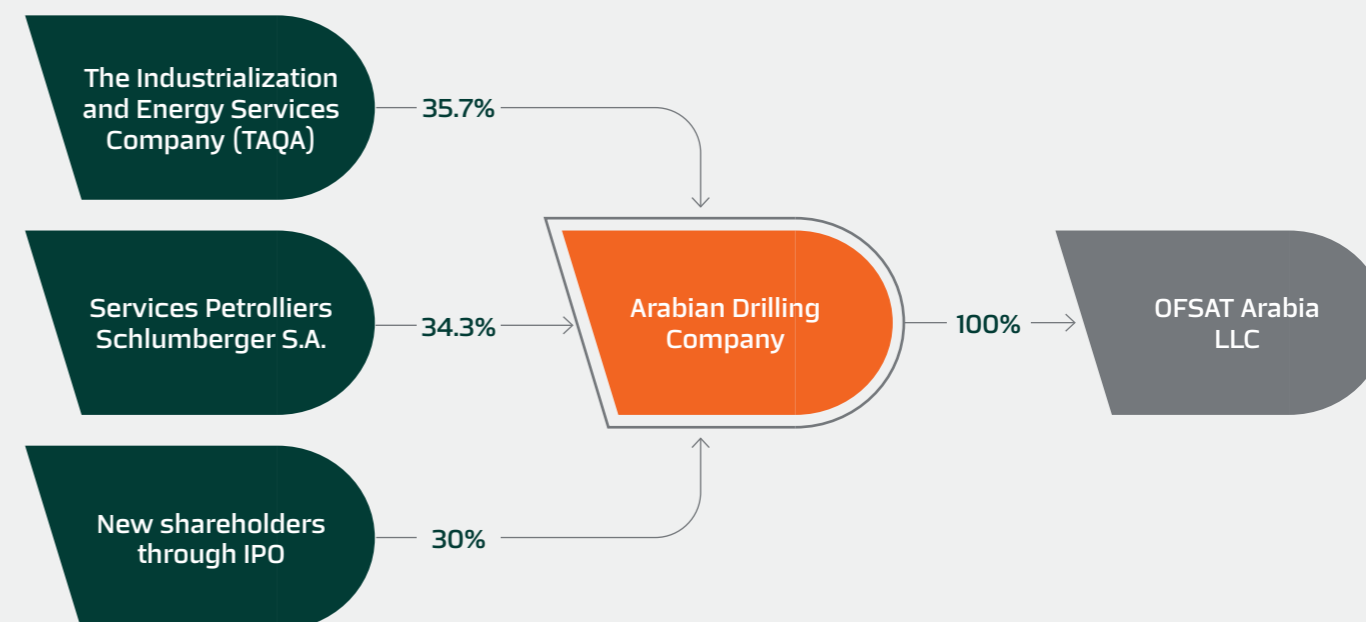 The Industrialization
and Energy Services
Company (TAQA)
35.7%
Services Petrolliers
Schlumberger S.A.
34.3%
New shareholders
through IPO
30%
Arabian Drilling
Company
100%
OFSAT Arabia
LLC